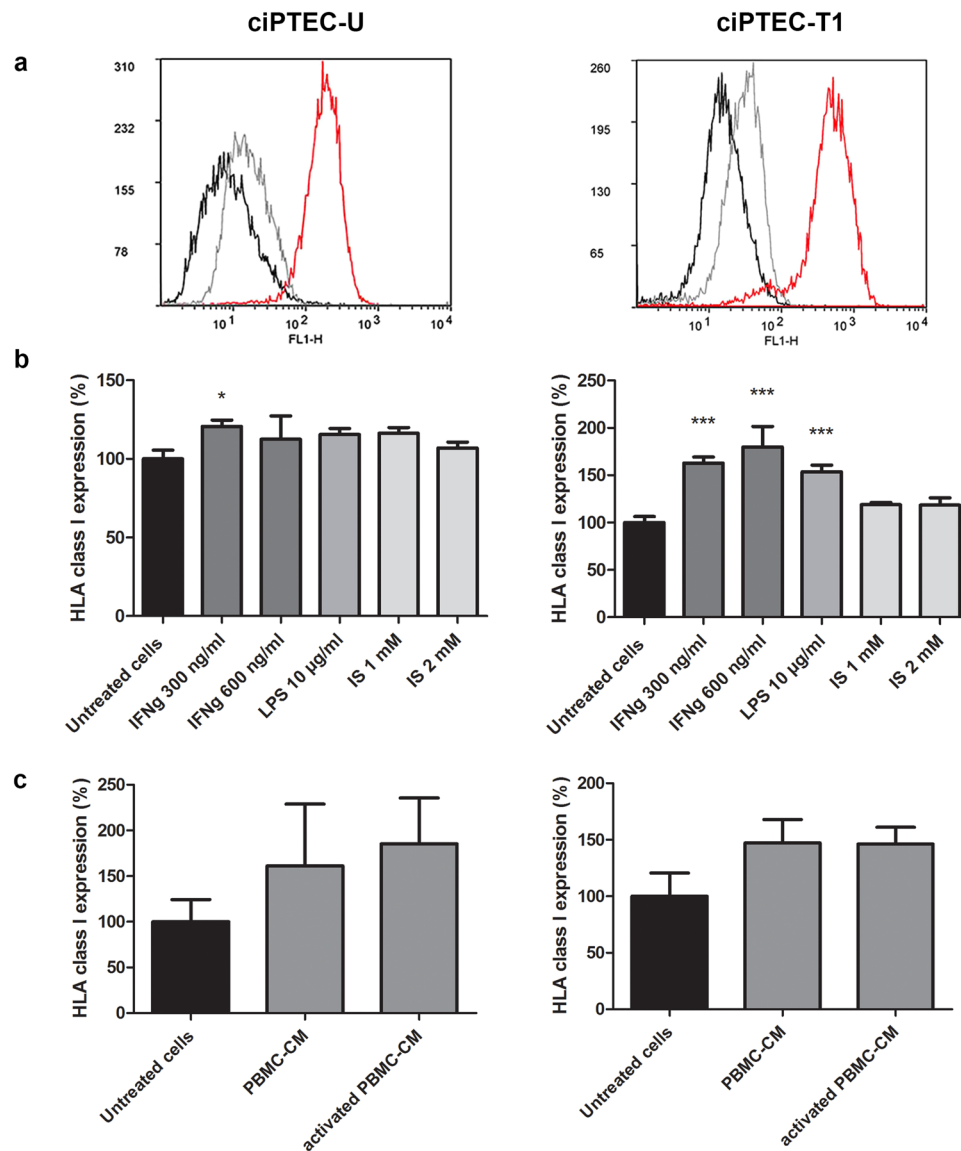 ciPTEC-U
ciPTEC-T1
a
310
232
155
78
10¹ 10² 10³ 10⁴
FL1-H
260
195
130
65
10¹ 10² 10³ 10⁴
FL1-H
b
HLA class I expression (%)
150
100
50
0
*
Untreated cells
IFNg 300 ng/ml
IFNg 600 ng/ml
LPS 10 µg/ml
IS 1 mM
IS 2 mM
HLA class I expression (%)
250
200
150
100
50
0
***
***
***
Untreated cells
IFNg 300 ng/ml
IFNg 600 ng/ml
LPS 10 µg/ml
IS 1 mM
IS 2 mM
c
HLA class I expression (%)
250
200
150
100
50
0
Untreated cells
PBMC-CM
activated PBMC-CM
HLA class I expression (%)
200
150
100
50
0
Untreated cells
PBMC-CM
activated PBMC-CM